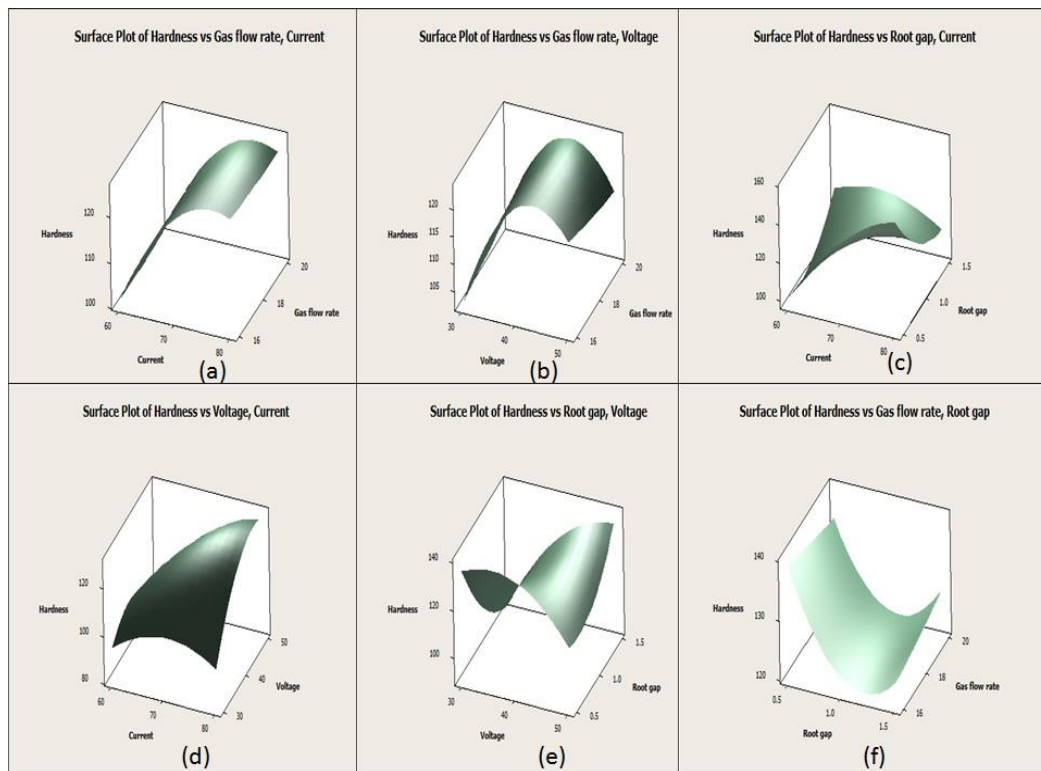 Surface Plot of Hardness vs Gas flow rate, Current
120
Hardness
110
100
60
70
80
Current
16
18
20
Gas flow rate
(a)
Surface Plot of Hardness vs Gas flow rate, Voltage
120
115
Hardness
110
105
30
40
50
Voltage
16
18
20
Gas flow rate
(b)
Surface Plot of Hardness vs Root gap, Current
160
140
Hardness
120
100
60
70
80
Current
0.5
1.0
1.5
Root gap
(c)
Surface Plot of Hardness vs Voltage, Current
120
Hardness
100
80
60
70
80
Current
30
40
50
Voltage
(d)
Surface Plot of Hardness vs Root gap, Voltage
140
Hardness
120
100
30
40
50
Voltage
0.5
1.0
1.5
Root gap
(e)
Surface Plot of Hardness vs Gas flow rate, Root gap
140
Hardness
130
120
0.5
1.0
1.5
Root gap
16
18
20
Gas flow rate
(f)